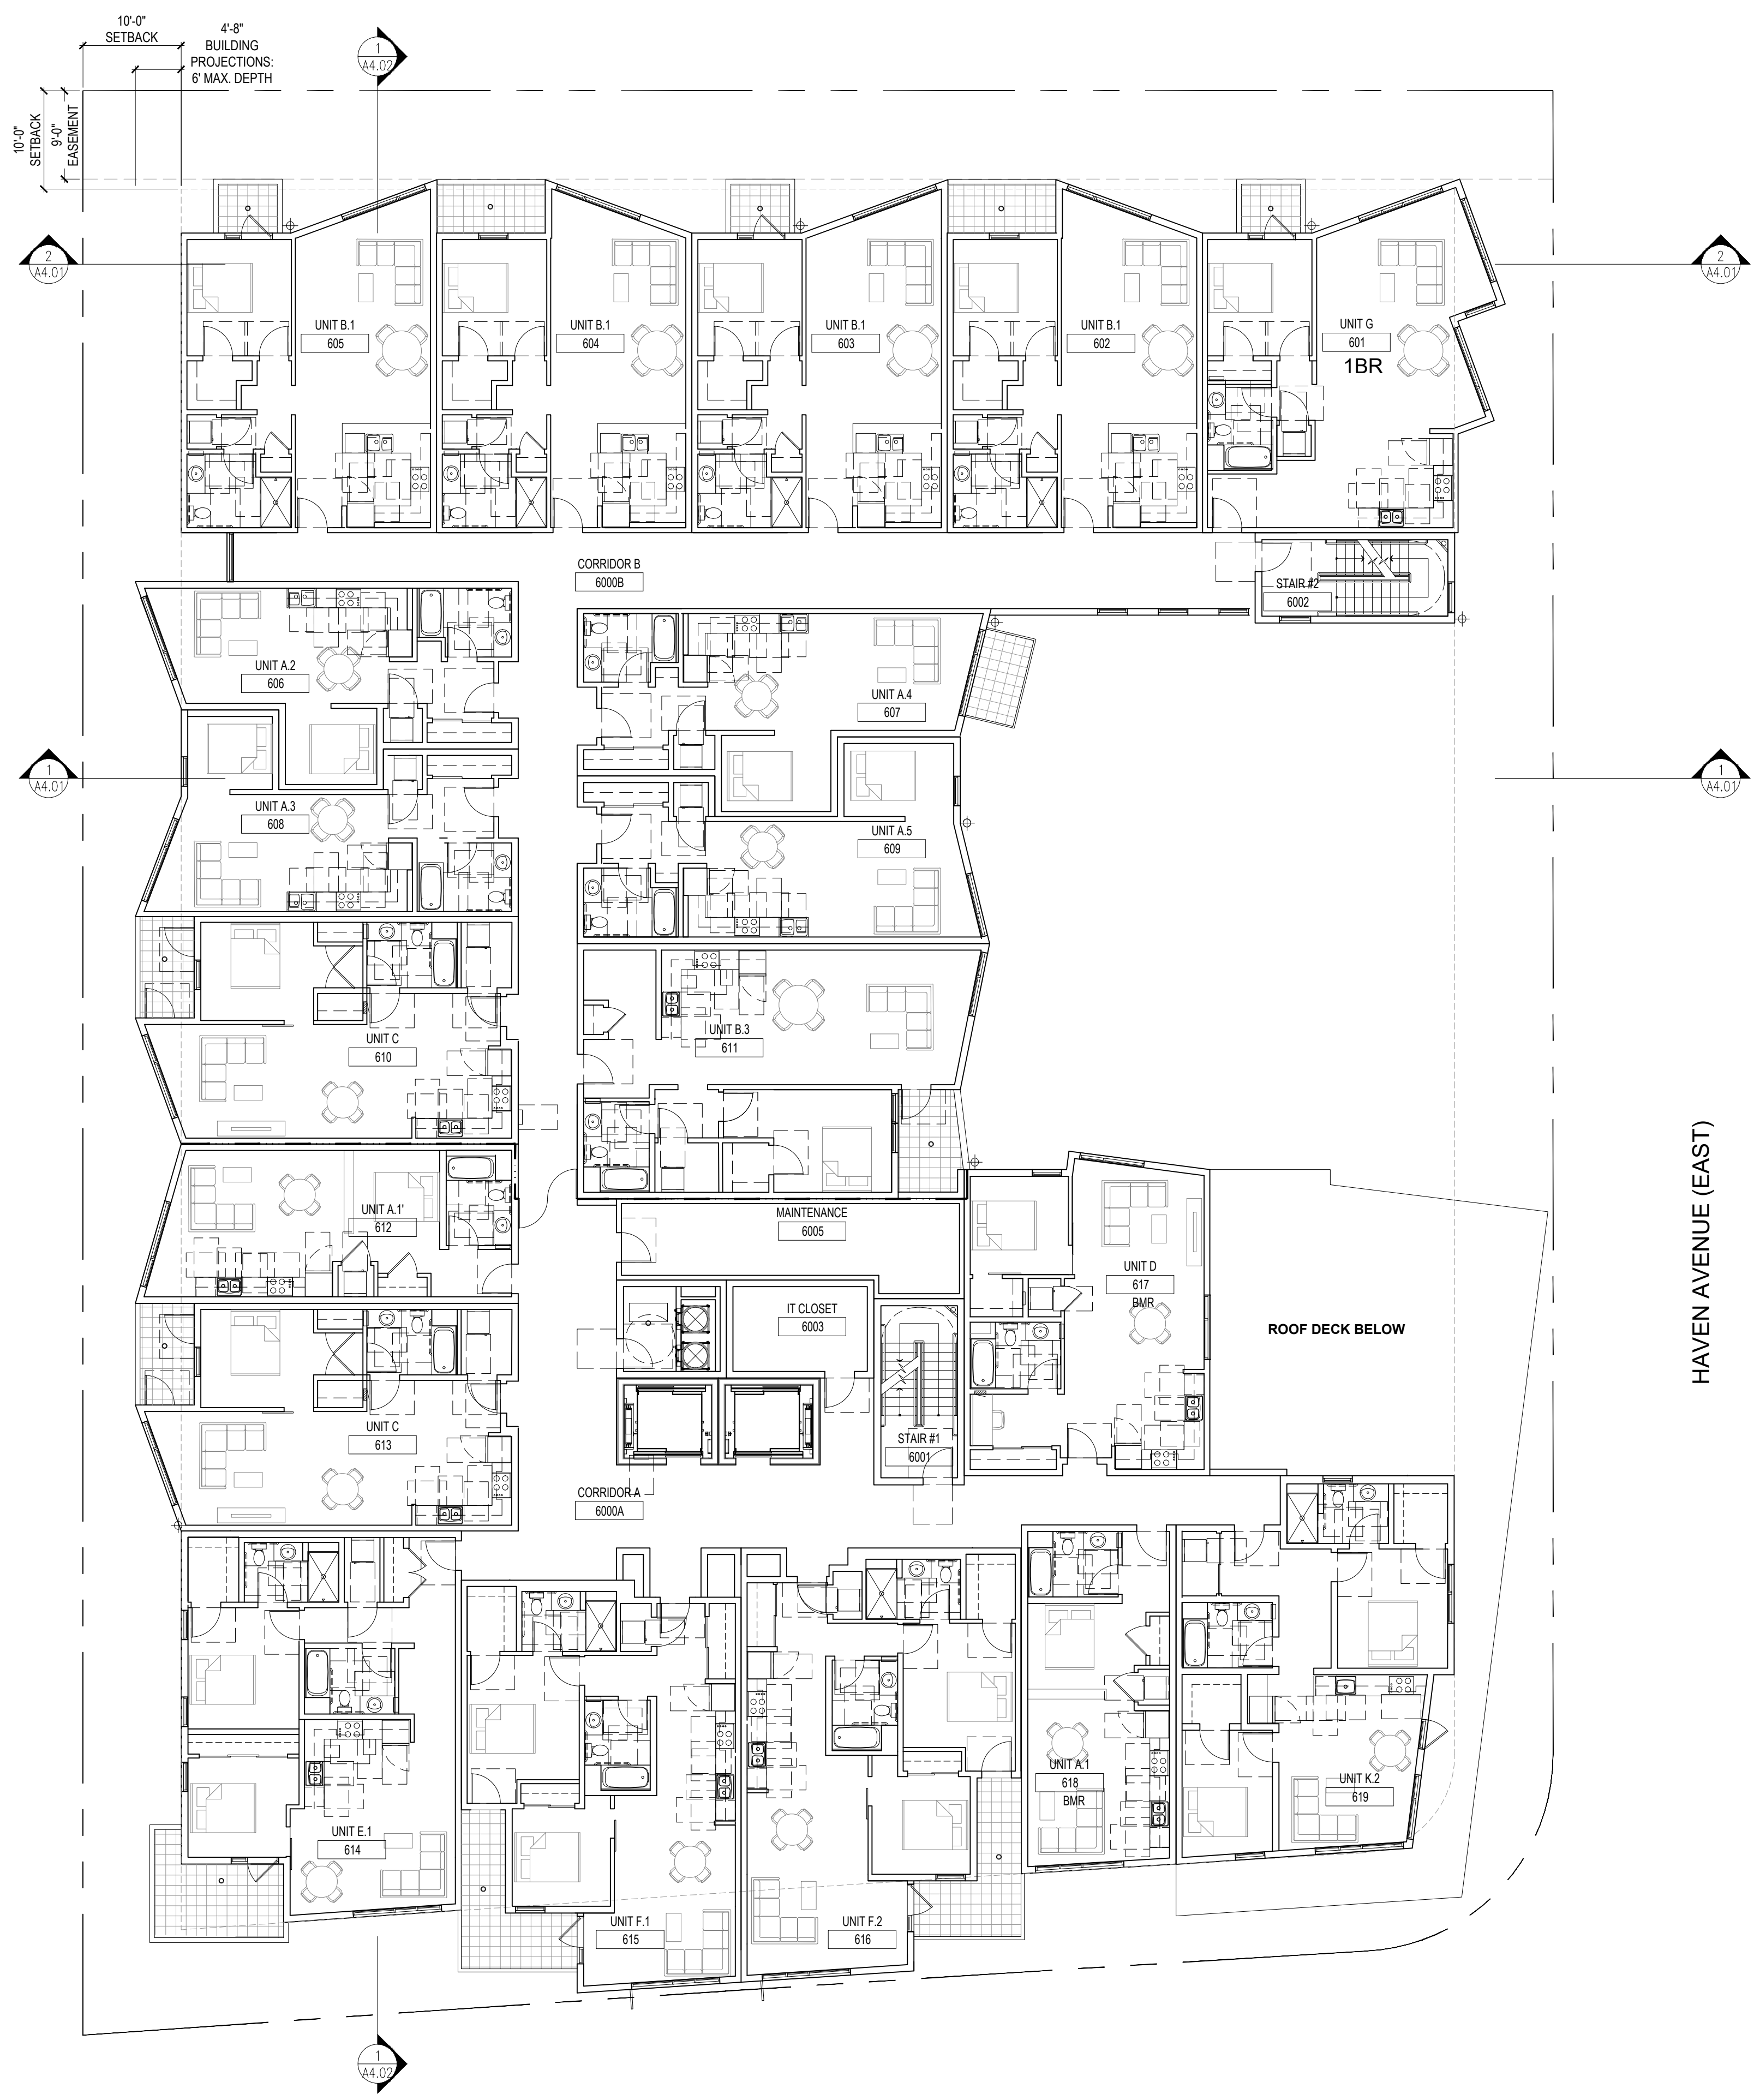 10'-0"
SETBACK
4'-8"
BUILDING
PROJECTIONS:
6' MAX. DEPTH
1
A4.02
10'-0"
SETBACK
9'-0"
EASEMENT
2
A4.01
2
A4.01
UNIT B.1
605
UNIT B.1
604
UNIT B.1
603
UNIT B.1
602
UNIT G
601
1BR
CORRIDOR B
6000B
STAIR #2
6002
UNIT A.2
606
UNIT A.4
607
1
A4.01
1
A4.01
UNIT A.3
608
UNIT A.5
609
UNIT C
610
UNIT B.3
611
UNIT A.1'
612
MAINTENANCE
6005
UNIT D
617
BMR
IT CLOSET
6003
ROOF DECK BELOW
HAVEN AVENUE (EAST)
UNIT C
613
STAIR #1
6001
CORRIDOR A
6000A
UNIT A.1
618
BMR
UNIT K.2
619
UNIT E.1
614
UNIT F.1
615
UNIT F.2
616
1
A4.02